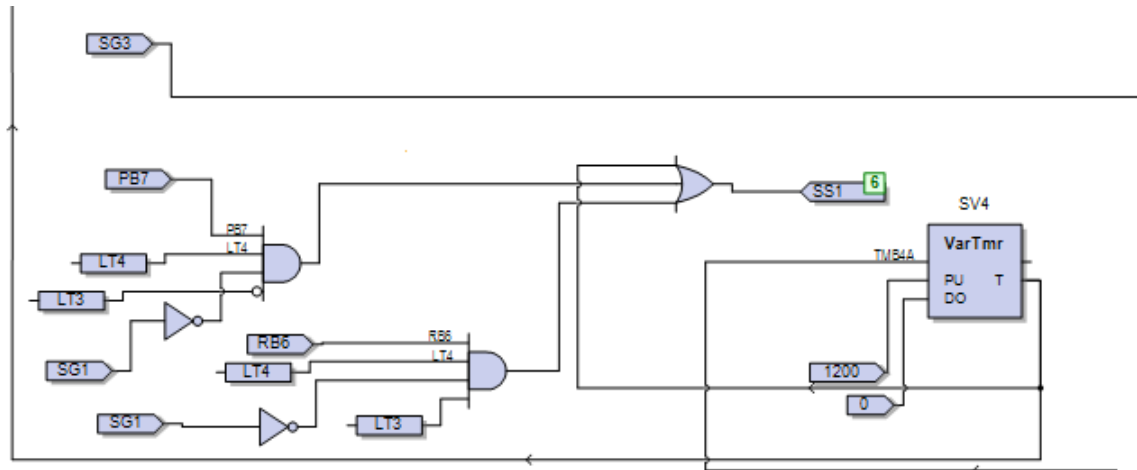 SG3
PB7
PB7
LT4
LT4
LT3
SG1
RB6
RB6
LT4
LT4
SG1
LT3
SS1
6
SV4
VarTmr
TMB4A
PU T
DO
1200
0